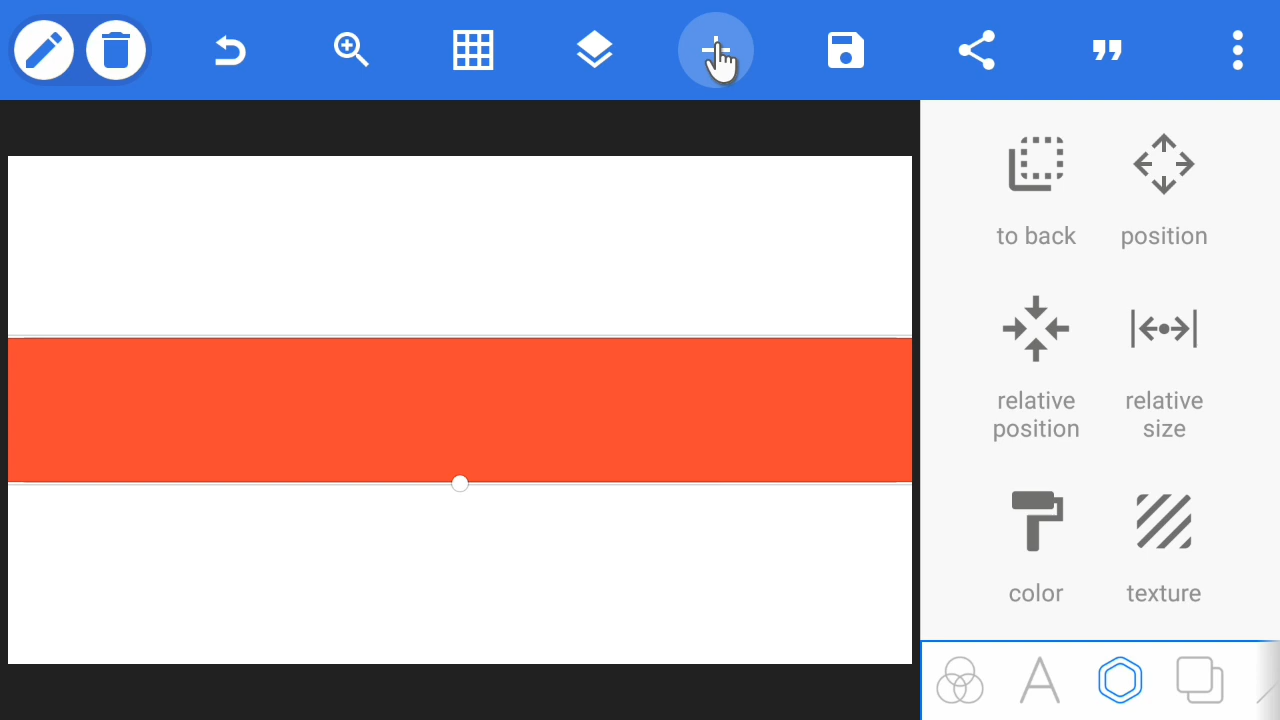 to back
position
relative
position
relative
size
color
texture